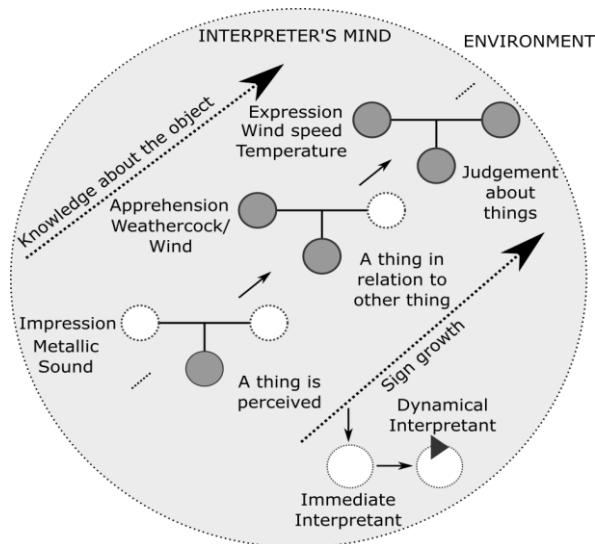 INTERPRETER'S MIND
ENVIRONMENT
Knowledge about the object
Expression
Wind speed
Temperature
Judgement
about
things
Apprehension
Weathercock/
Wind
A thing in
relation to
other thing
Impression
Metallic
Sound
A thing is
perceived
Sign growth
Dynamical
Interpretant
Immediate
Interpretant